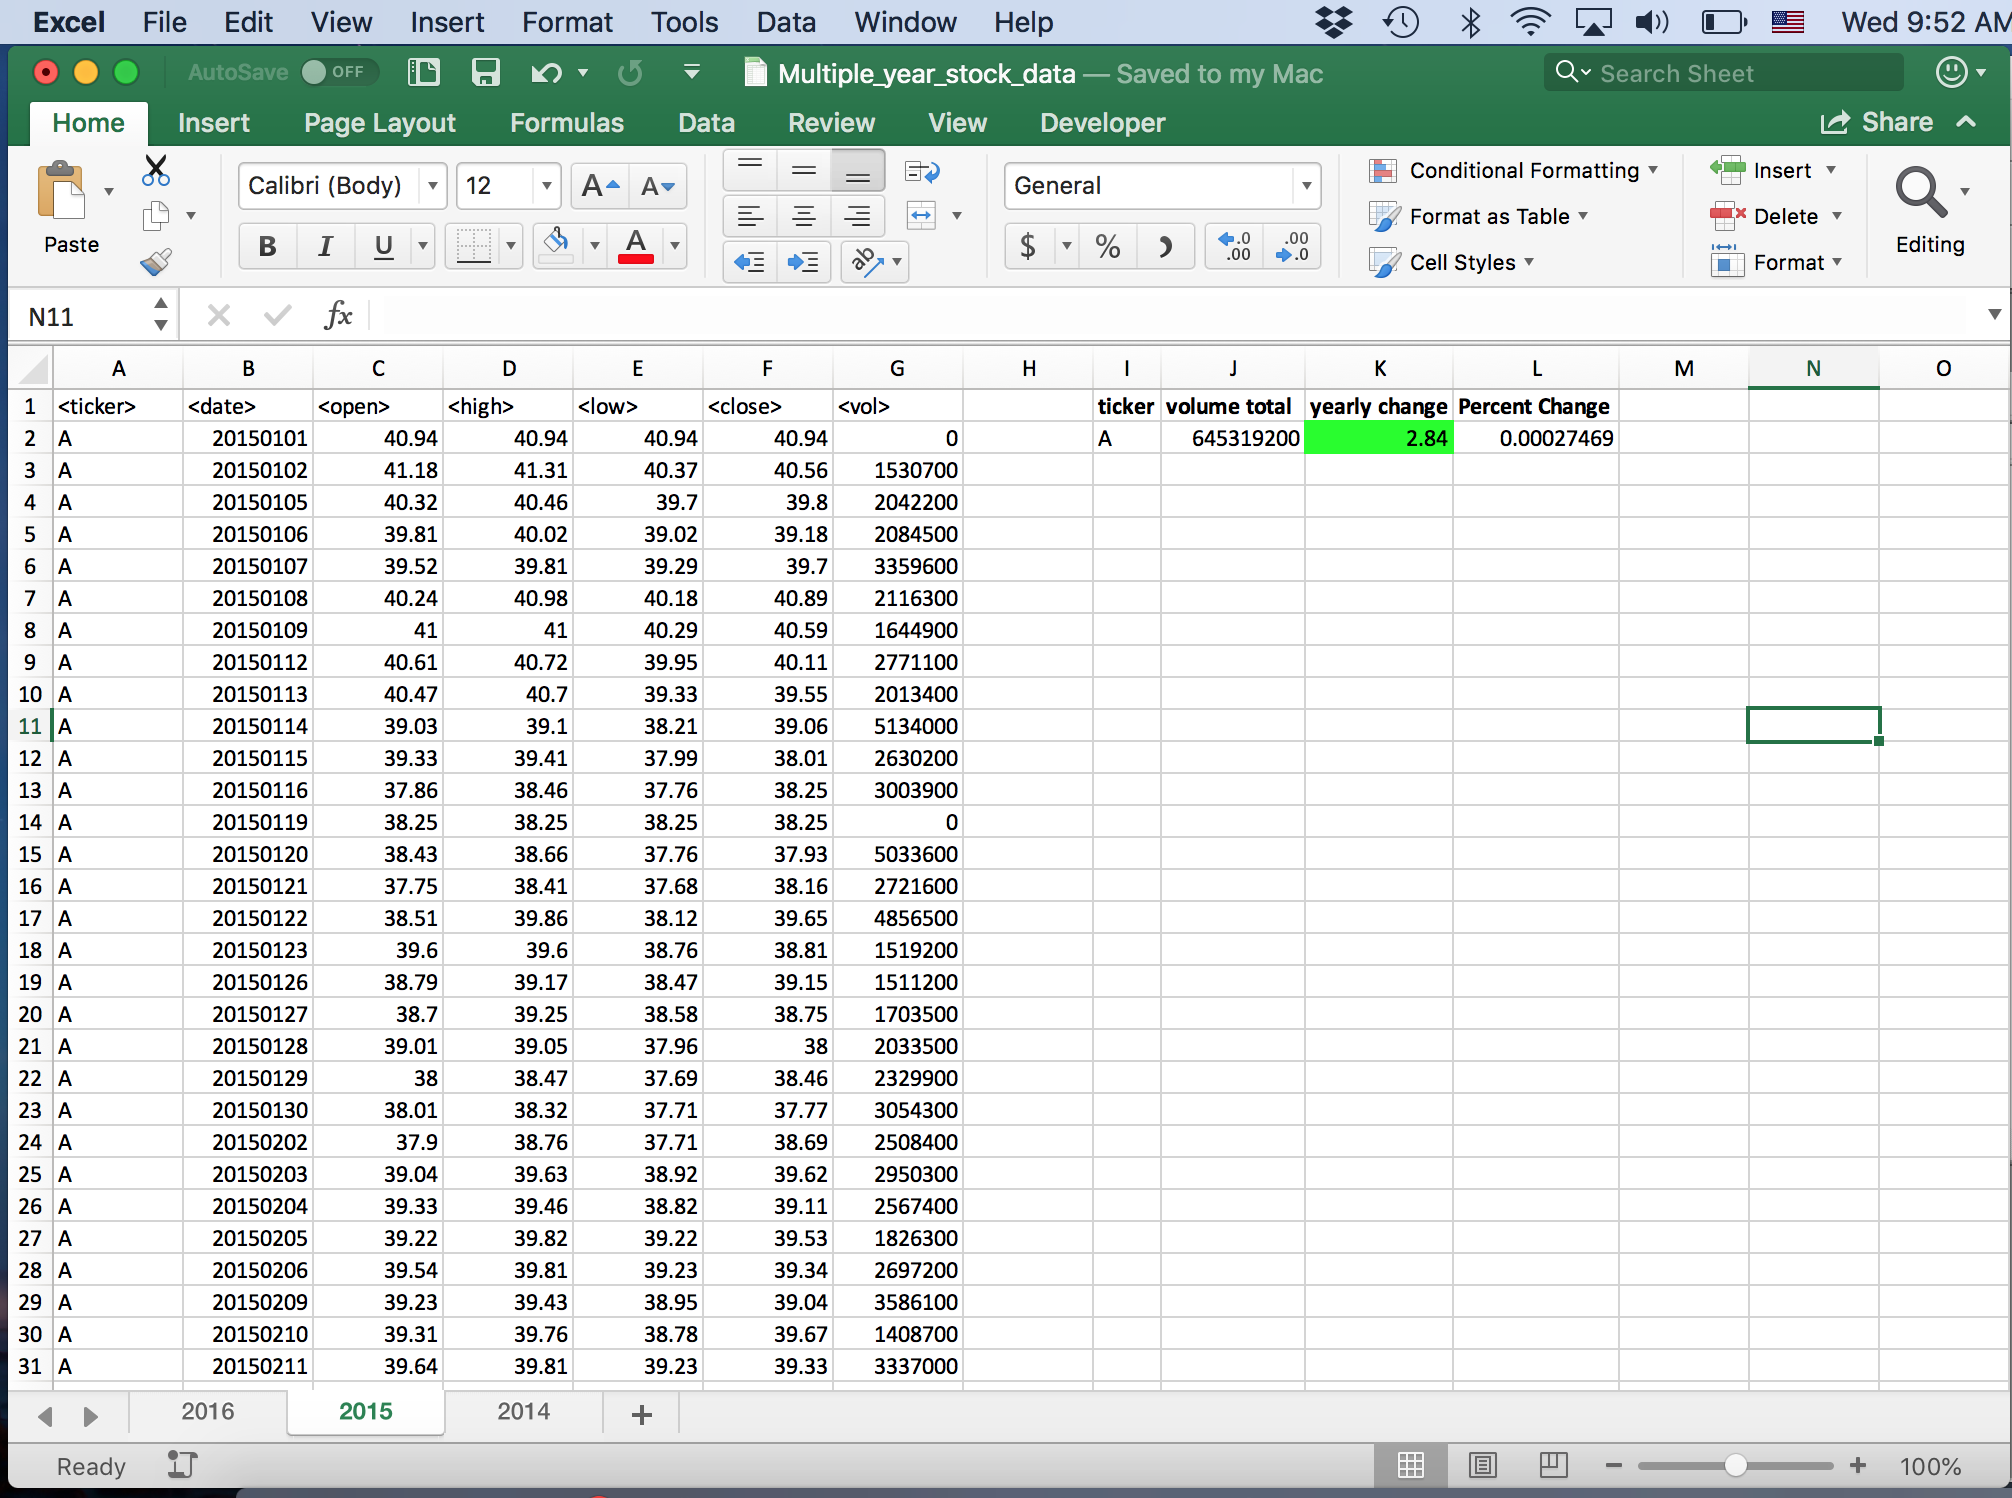 Excel File Edit View Insert Format Tools Data Window Help Wed 9:52 AM
AutoSave OFF Multiple_year_stock_data — Saved to my Mac Search Sheet
Home Insert Page Layout Formulas Data Review View Developer Share
Paste Calibri (Body) 12 A A General Conditional Formatting Insert
Format as Table Delete Editing
B I U A $ % .0 .00 .00 .0 Cell Styles Format
ab
N11 fx
A B C D E F G H I J K L M N O
1 <ticker> <date> <open> <high> <low> <close> <vol> ticker volume total yearly change Percent Change
2 A 20150101 40.94 40.94 40.94 40.94 0 A 645319200 2.84 0.00027469
3 A 20150102 41.18 41.31 40.37 40.56 1530700
4 A 20150105 40.32 40.46 39.7 39.8 2042200
5 A 20150106 39.81 40.02 39.02 39.18 2084500
6 A 20150107 39.52 39.81 39.29 39.7 3359600
7 A 20150108 40.24 40.98 40.18 40.89 2116300
8 A 20150109 41 41 40.29 40.59 1644900
9 A 20150112 40.61 40.72 39.95 40.11 2771100
10 A 20150113 40.47 40.7 39.33 39.55 2013400
11 A 20150114 39.03 39.1 38.21 39.06 5134000
12 A 20150115 39.33 39.41 37.99 38.01 2630200
13 A 20150116 37.86 38.46 37.76 38.25 3003900
14 A 20150119 38.25 38.25 38.25 38.25 0
15 A 20150120 38.43 38.66 37.76 37.93 5033600
16 A 20150121 37.75 38.41 37.68 38.16 2721600
17 A 20150122 38.51 39.86 38.12 39.65 4856500
18 A 20150123 39.6 39.6 38.76 38.81 1519200
19 A 20150126 38.79 39.17 38.47 39.15 1511200
20 A 20150127 38.7 39.25 38.58 38.75 1703500
21 A 20150128 39.01 39.05 37.96 38 2033500
22 A 20150129 38 38.47 37.69 38.46 2329900
23 A 20150130 38.01 38.32 37.71 37.77 3054300
24 A 20150202 37.9 38.76 37.71 38.69 2508400
25 A 20150203 39.04 39.63 38.92 39.62 2950300
26 A 20150204 39.33 39.46 38.82 39.11 2567400
27 A 20150205 39.22 39.82 39.22 39.53 1826300
28 A 20150206 39.54 39.81 39.23 39.34 2697200
29 A 20150209 39.23 39.43 38.95 39.04 3586100
30 A 20150210 39.31 39.76 38.78 39.67 1408700
31 A 20150211 39.64 39.81 39.23 39.33 3337000
2016 2015 2014 +
Ready 100%